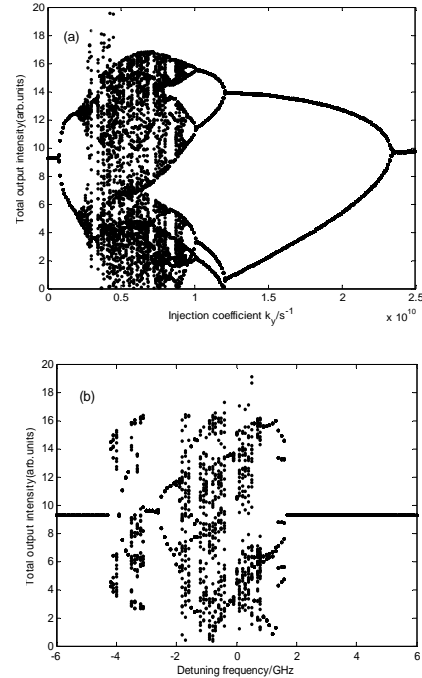 20
(a)
18
16
14
12
10
8
6
4
2
0
Total output intensity(arb.units)
0 0.5 1 1.5 2 2.5
Injection coefficient k_y/s^-1
x 10^10
20
(b)
18
16
14
12
10
8
6
4
2
0
Total output intensity(arb.units)
-6 -4 -2 0 2 4 6
Detuning frequency/GHz